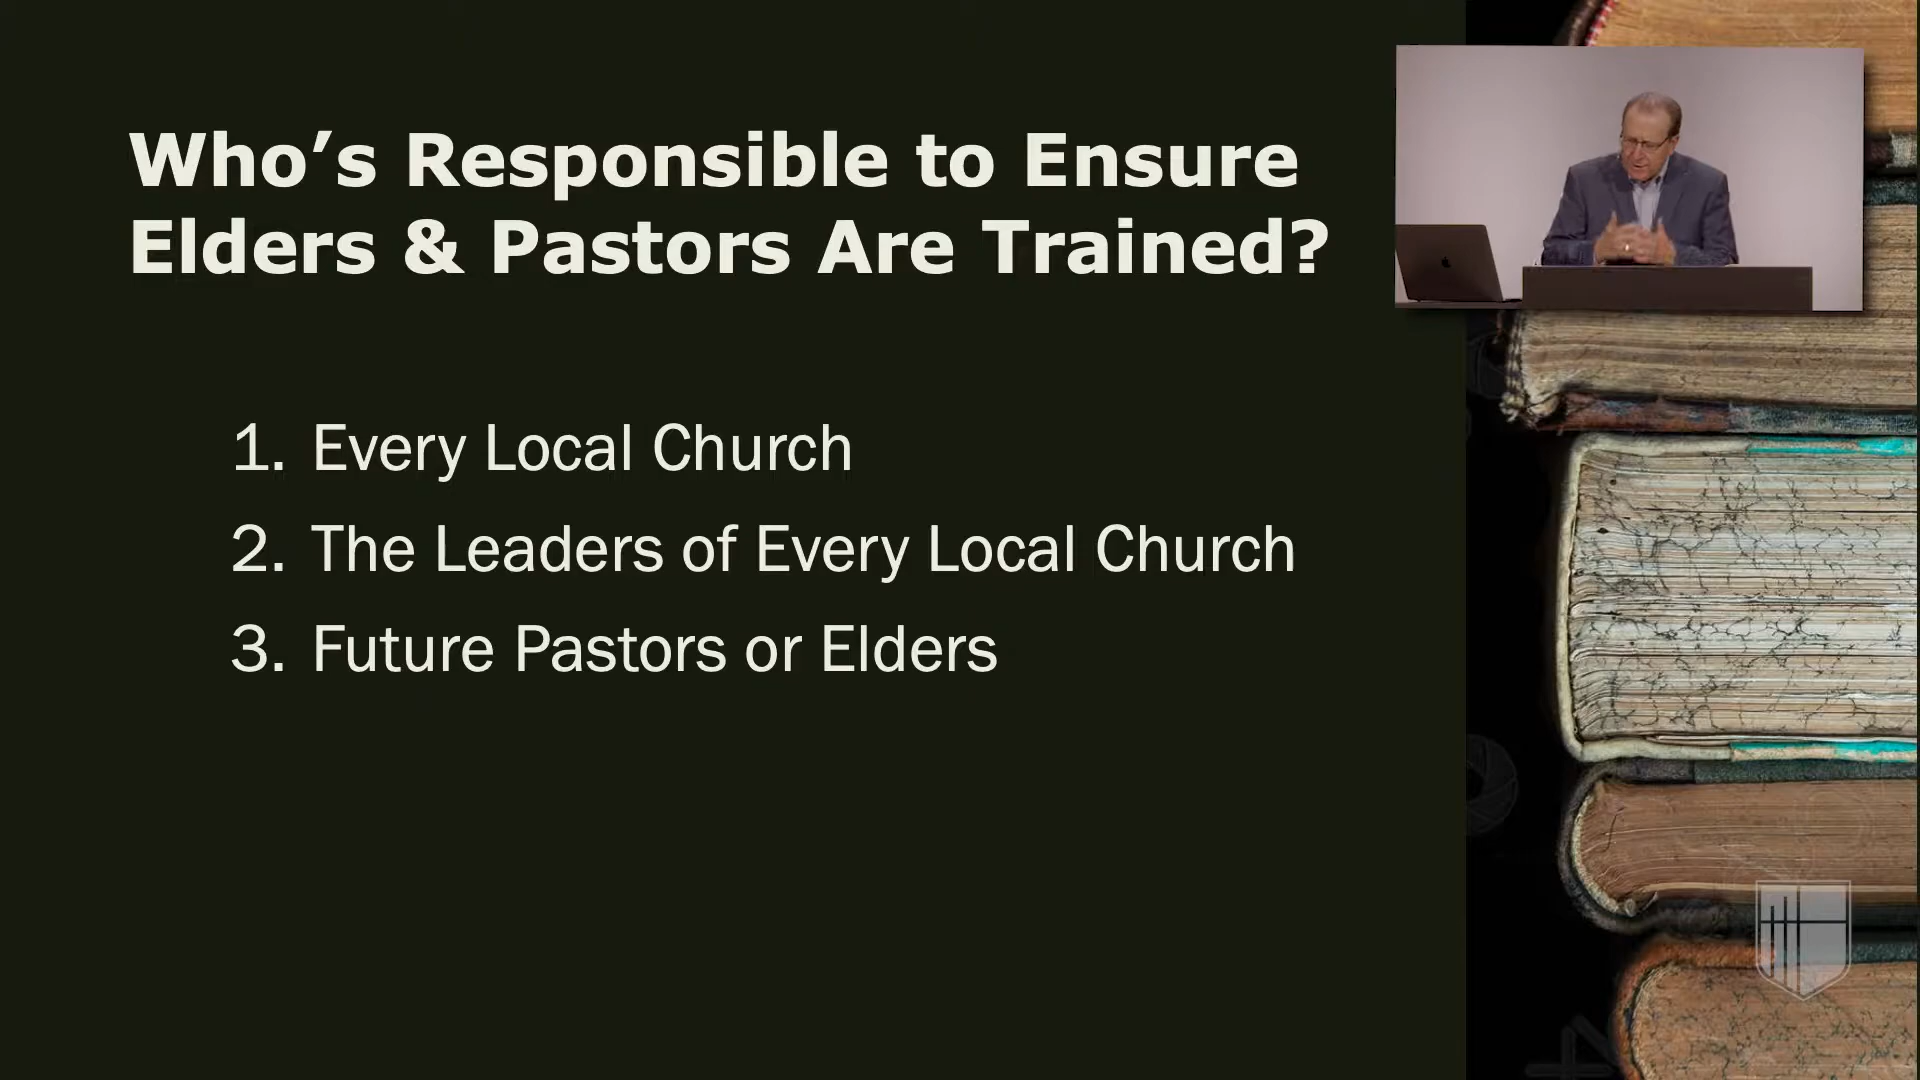 Who’s Responsible to Ensure
Elders & Pastors Are Trained?
1. Every Local Church
2. The Leaders of Every Local Church
3. Future Pastors or Elders